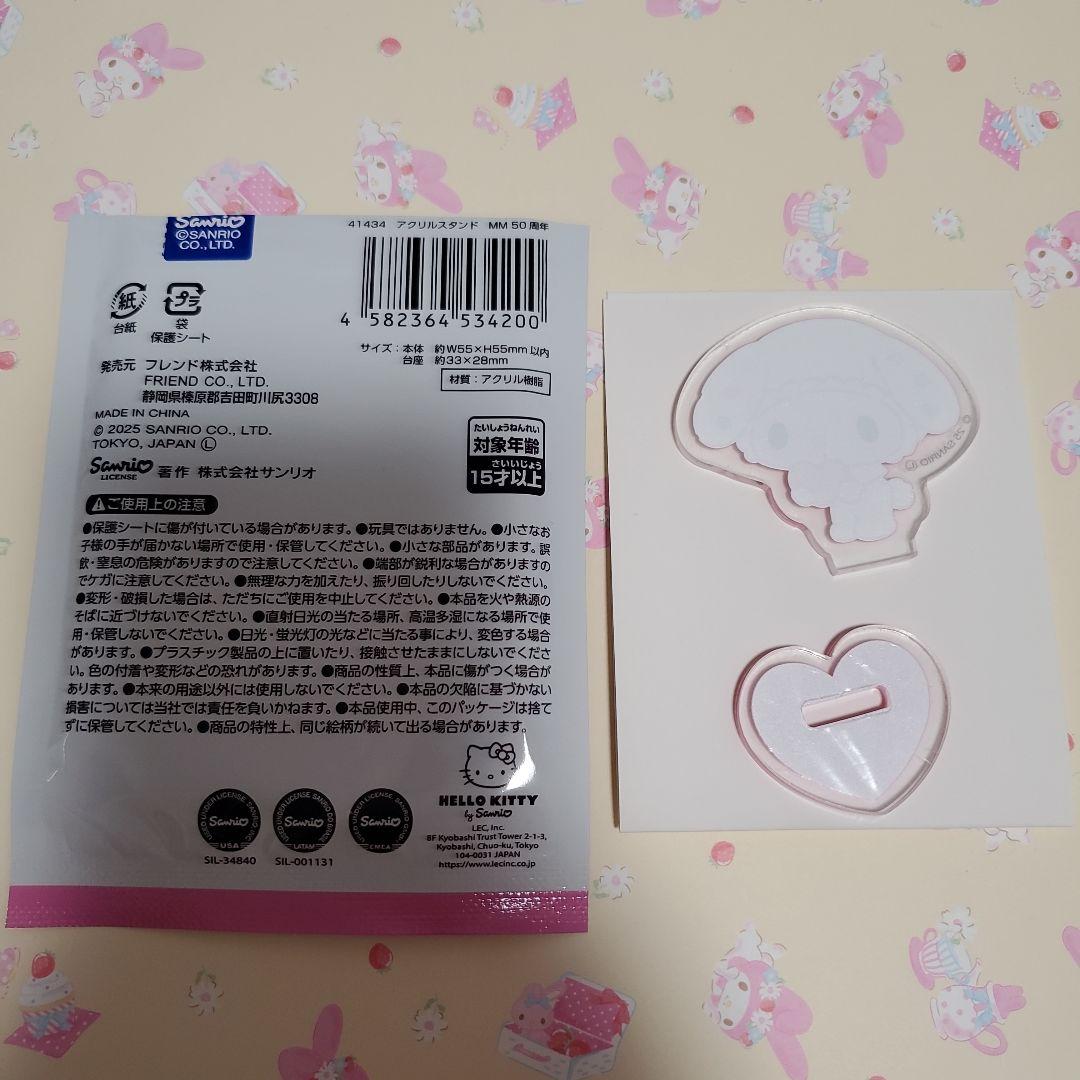 Sanrio
©SANRIO
CO., LTD.
41434 アクリルスタンド MM 50周年
4 582364 534200
紙
台紙
プラ
袋
保護シート
サイズ：本体 約W55×H55mm以内
台座 約33×28mm
材質：アクリル樹脂
発売元 フレンド株式会社
FRIEND CO., LTD.
静岡県榛原郡吉田町川尻3308
MADE IN CHINA
© 2025 SANRIO CO., LTD.
TOKYO, JAPAN Ⓛ
Sanrio
LICENSE
著作 株式会社サンリオ
たいしょうねんれい
対象年齢
さいいじょう
15才以上
ご使用上の注意
●保護シートに傷が付いている場合があります。●玩具ではありません。●小さなお
子様の手が届かない場所で使用・保管してください。●小さな部品があります。誤
飲・窒息の危険がありますので注意してください。●端部が鋭利な場合がありますの
でケガに注意してください。●無理な力を加えたり、振り回したりしないでください。
●変形・破損した場合は、ただちにご使用を中止してください。●本品を火や熱源の
そばに近づけないでください。●直射日光の当たる場所、高温多湿になる場所で使
用・保管しないでください。●日光・蛍光灯の光などに当たる事により、変色する場合
があります。●プラスチック製品の上に置いたり、接触させたままにしないでくださ
い。色の付着や変形などの恐れがあります。●商品の性質上、本品に傷がつく場合が
あります。●本来の用途以外には使用しないでください。●本品の欠陥に基づかない
損害については当社では責任を負いかねます。●本品使用中、このパッケージは捨て
ずに保管してください。●商品の特性上、同じ絵柄が続いて出る場合があります。
HELLO KITTY
by Sanrio
LEC, Inc.
8F Kyobashi Trust Tower 2-1-3,
Kyobashi, Chuo-ku, Tokyo
104-0031 JAPAN
https://www.lecinc.co.jp
USED UNDER LICENSE SANRIO INC
Sanrio
USA
SIL-34840
Sanrio
LATAM
SIL-001131
Sanrio
EMEA
© '25 SANRIO Ⓛ